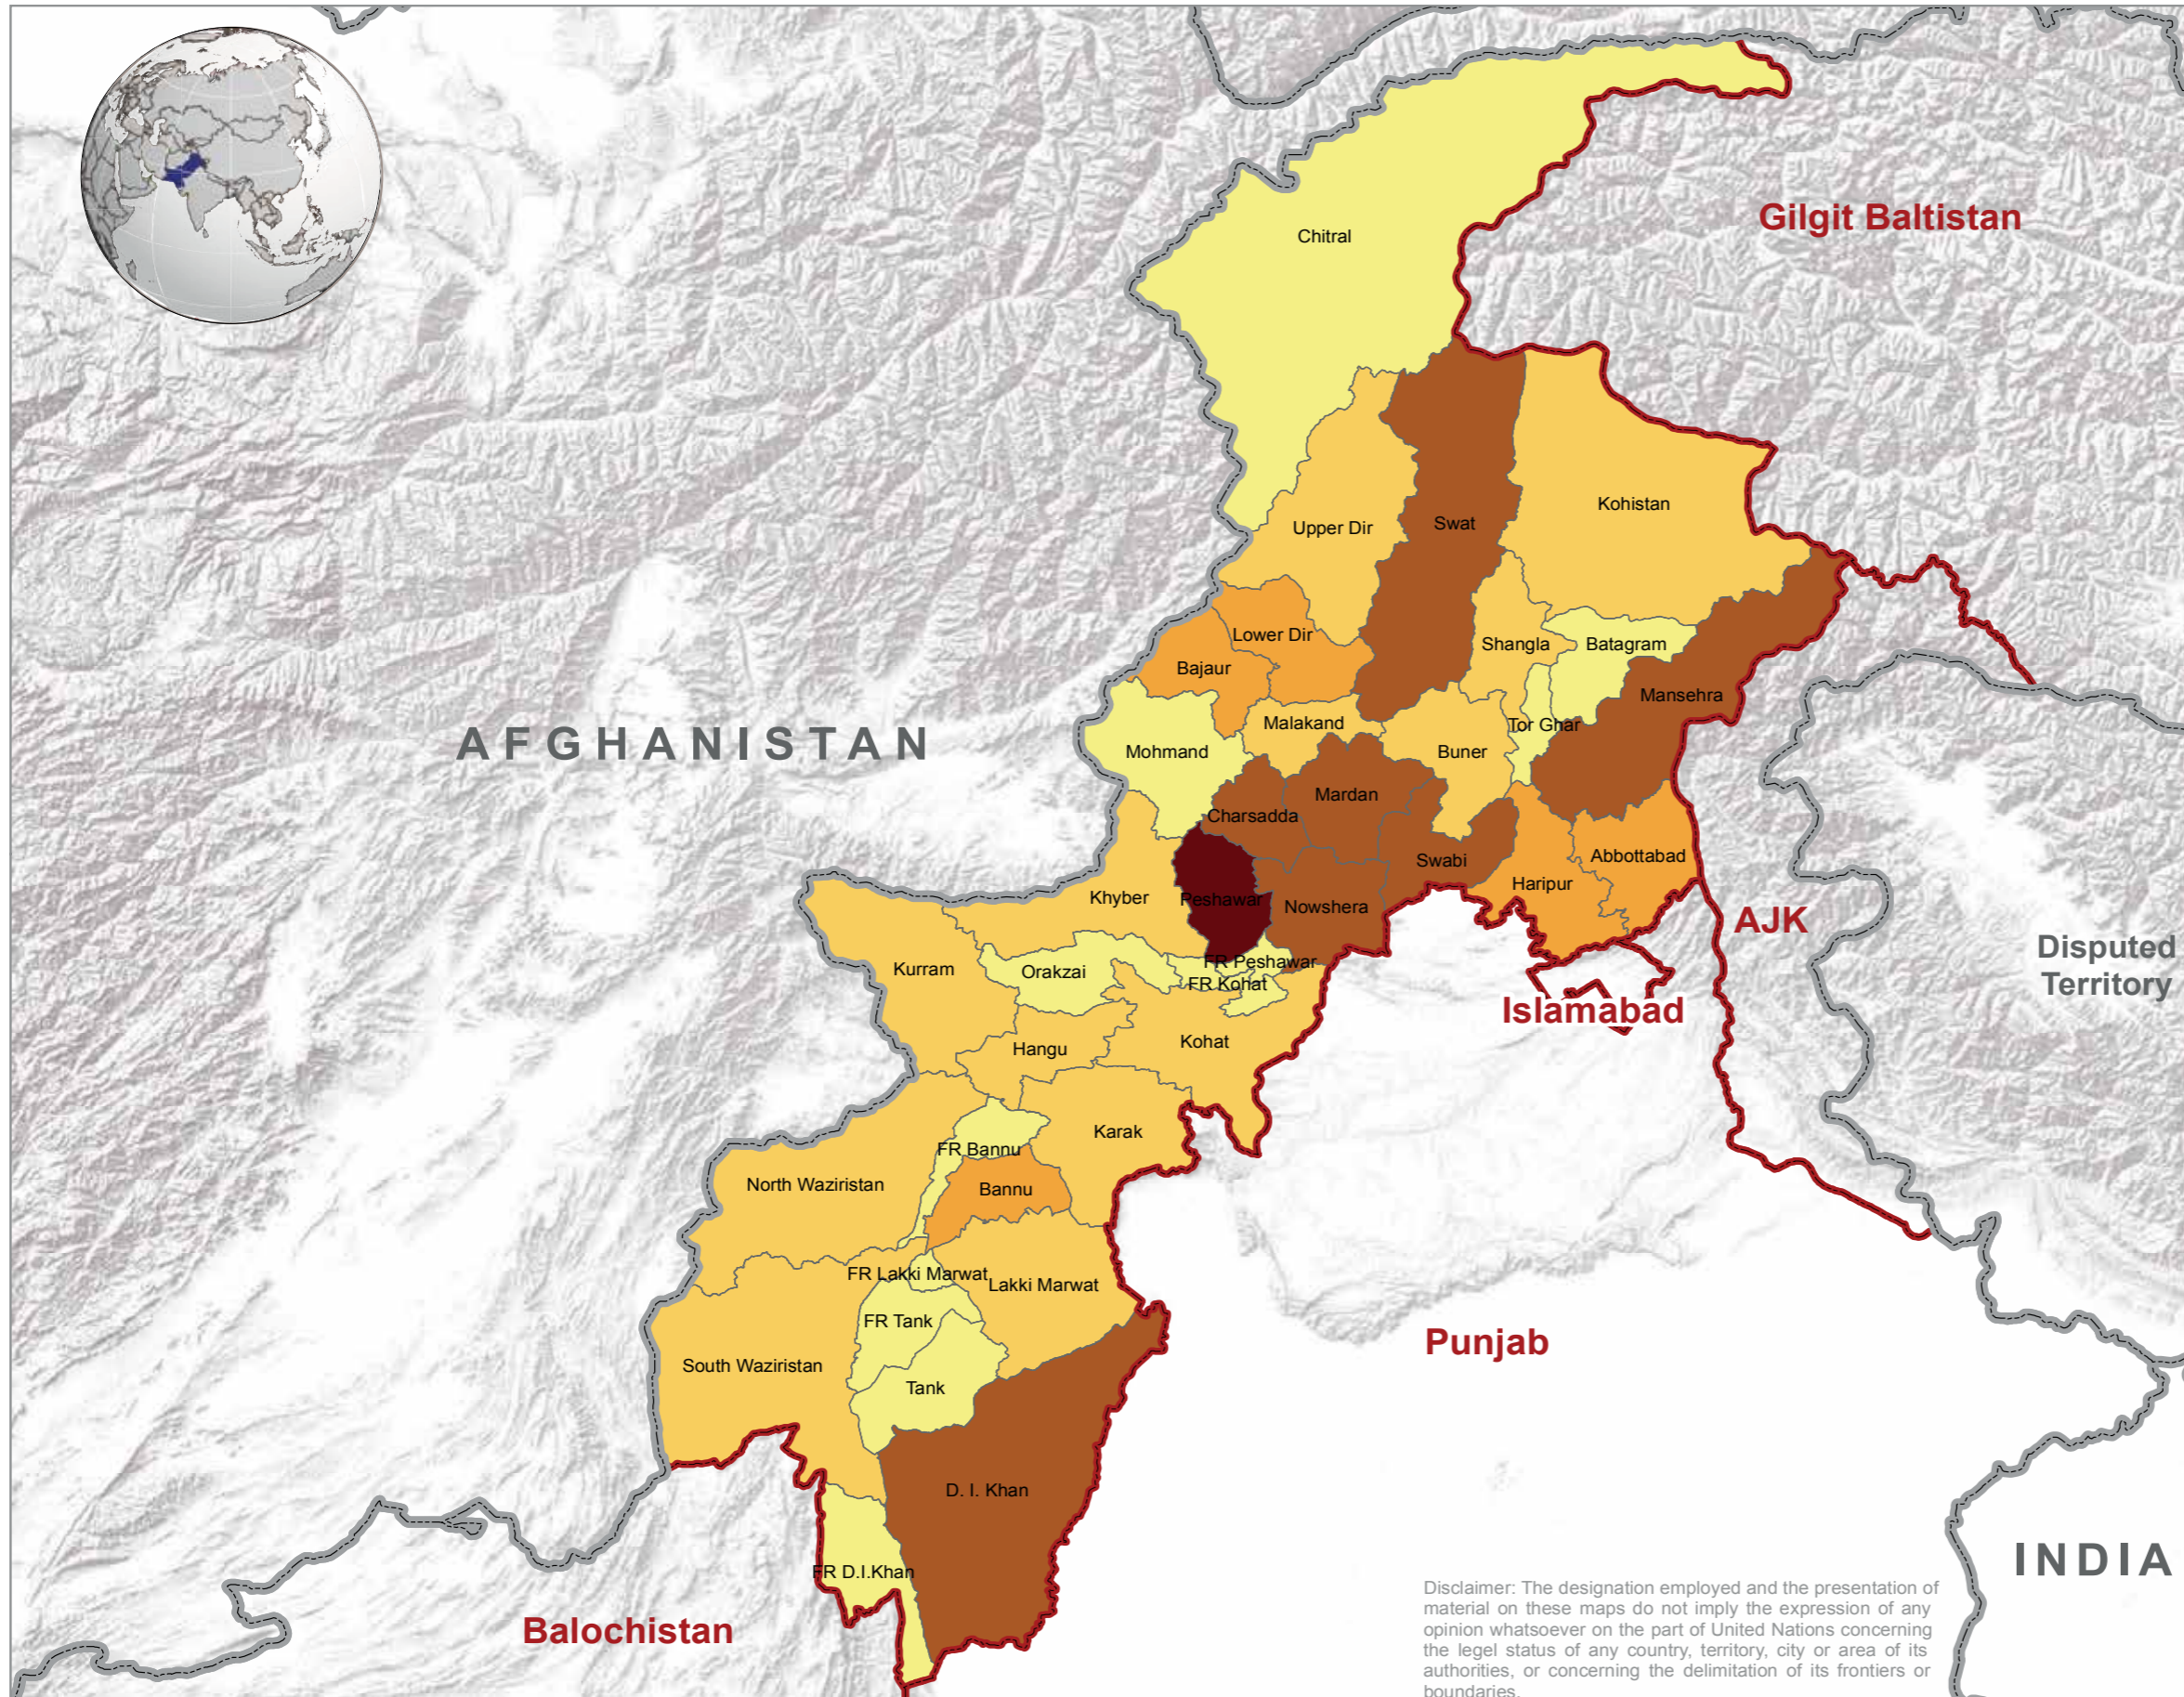 Gilgit Baltistan
Chitral
Kohistan
Upper Dir
Swat
Lower Dir
Shangla
Batagram
Bajaur
Mansehra
Malakand
Tor Ghar
AFGHANISTAN
Mohmand
Buner
Mardan
Charsadda
Swabi
Abbottabad
Haripur
Khyber
Peshawar
Nowshera
AJK
Disputed
Territory
FR Peshawar
Kurram
Orakzai
FR Kohat
Islamabad
Kohat
Hangu
Karak
FR Bannu
North Waziristan
Bannu
FR Lakki Marwat
Lakki Marwat
FR Tank
Punjab
South Waziristan
Tank
D. I. Khan
INDIA
FR D.I.Khan
Balochistan
Disclaimer: The designation employed and the presentation of
material on these maps do not imply the expression of any
opinion whatsoever on the part of United Nations concerning
the legel status of any country, territory, city or area of its
authorities, or concerning the delimitation of its frontiers or
boundaries.